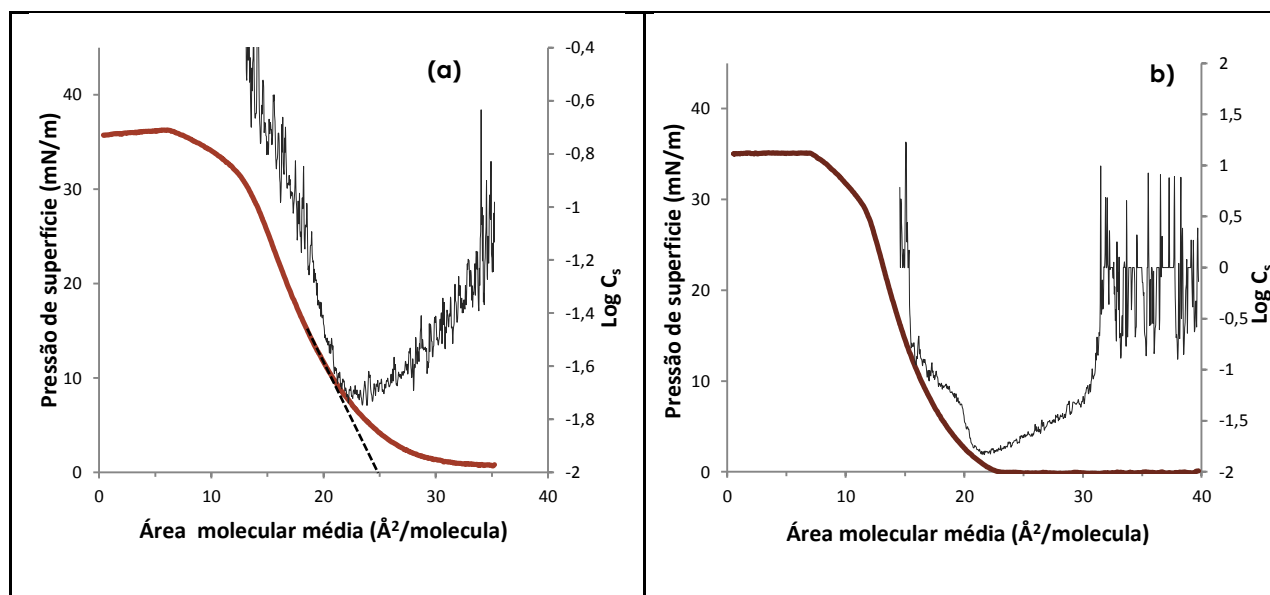 (a)
Pressão de superfície (mN/m)
40
30
20
10
0
0 10 20 30 40
Área molecular média (Å²/molecula)
-0,4
-0,6
-0,8
-1
-1,2
-1,4
-1,6
-1,8
-2
Log Cₛ
b)
Pressão de superfície (mN/m)
40
30
20
10
0
0 10 20 30 40
Área molecular média (Å²/molecula)
2
1,5
1
0,5
0
-0,5
-1
-1,5
-2
Log Cₛ